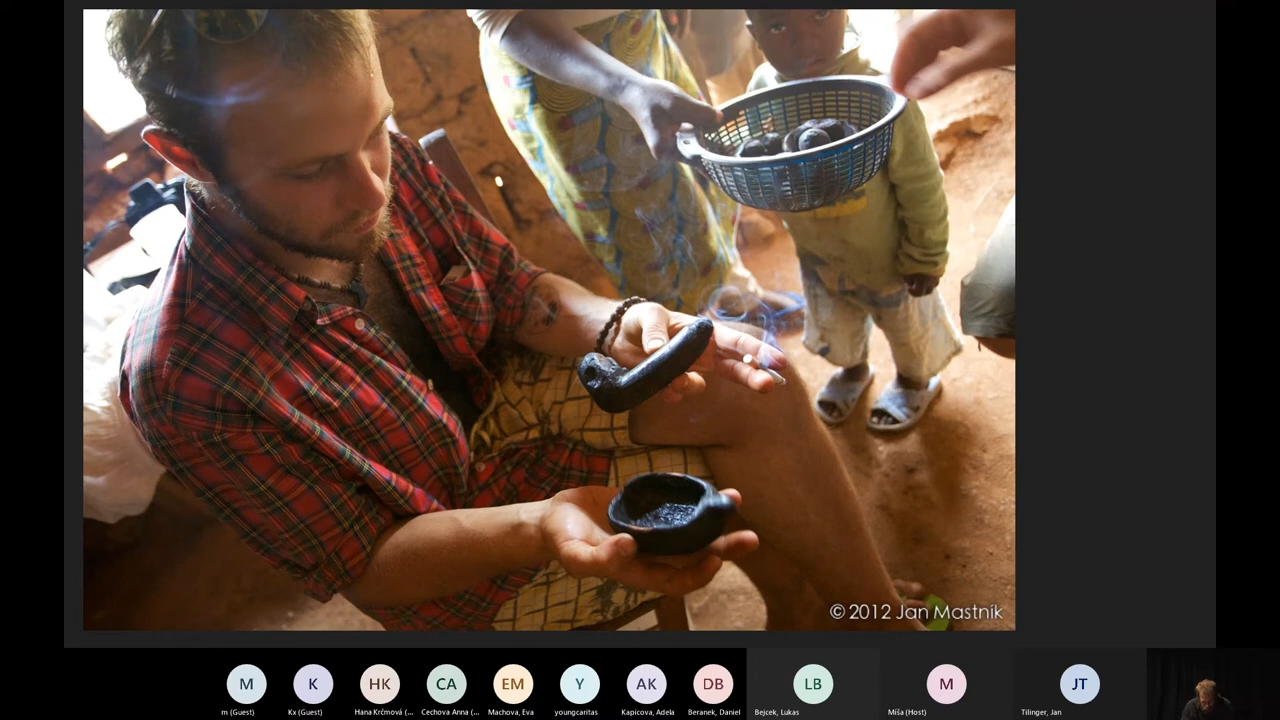 © 2012 Jan Mastník
M
K
HK
CA
EM
Y
AK
DB
LB
M
JT
m (Guest)
Kx (Guest)
Hana Krčmová (...
Cechova Anna (...
Machova, Eva
youngcaritas
Kapicova, Adela
Beranek, Daniel
Bejcek, Lukas
Míša (Host)
Tilinger, Jan